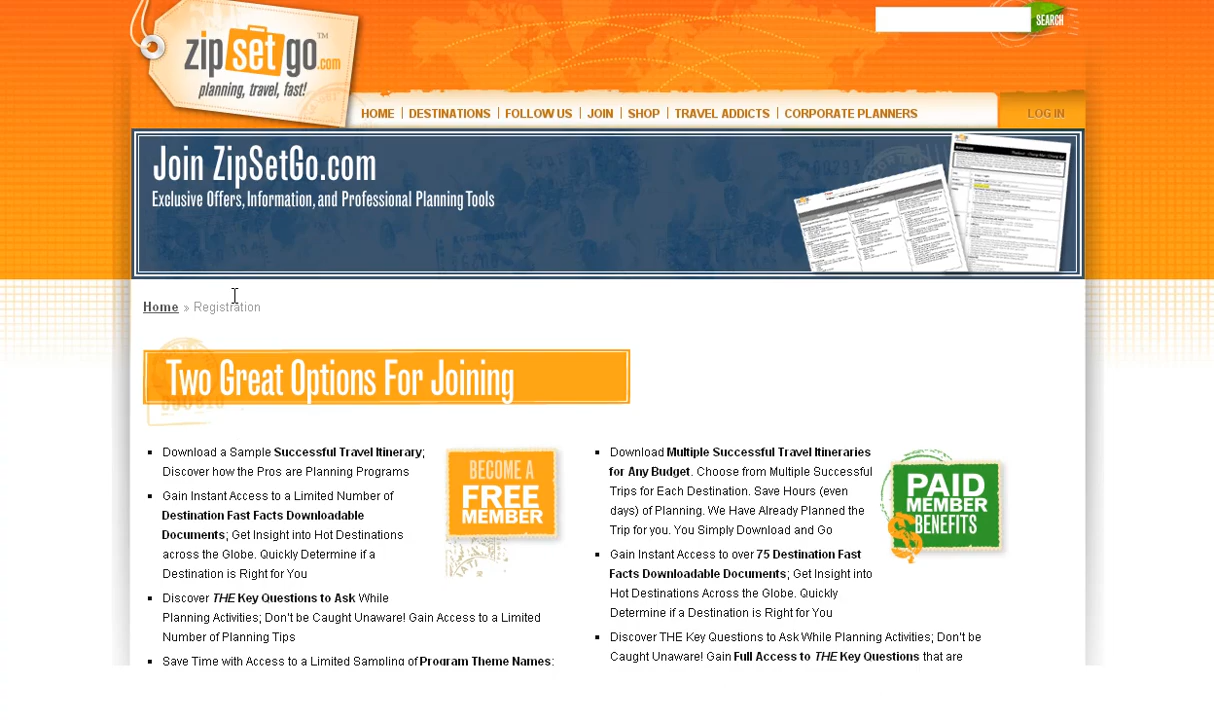 zip set go.com™
planning, travel, fast!
SEARCH
HOME | DESTINATIONS | FOLLOW US | JOIN | SHOP | TRAVEL ADDICTS | CORPORATE PLANNERS
LOG IN
Join ZipSetGo.com
Exclusive Offers, Information, and Professional Planning Tools
Home » Registration
Two Great Options For Joining
Download a Sample Successful Travel Itinerary;
Discover how the Pros are Planning Programs
Gain Instant Access to a Limited Number of
Destination Fast Facts Downloadable
Documents; Get Insight into Hot Destinations
across the Globe. Quickly Determine if a
Destination is Right for You
Discover THE Key Questions to Ask While
Planning Activities; Don't be Caught Unaware! Gain Access to a Limited
Number of Planning Tips
Save Time with Access to a Limited Sampling of Program Theme Names:
BECOME A
FREE
MEMBER
Download Multiple Successful Travel Itineraries
for Any Budget. Choose from Multiple Successful
Trips for Each Destination. Save Hours (even
days) of Planning. We Have Already Planned the
Trip for you. You Simply Download and Go
Gain Instant Access to over 75 Destination Fast
Facts Downloadable Documents; Get Insight into
Hot Destinations Across the Globe. Quickly
Determine if a Destination is Right for You
Discover THE Key Questions to Ask While Planning Activities; Don't be
Caught Unaware! Gain Full Access to THE Key Questions that are
PAID
MEMBER
BENEFITS
$